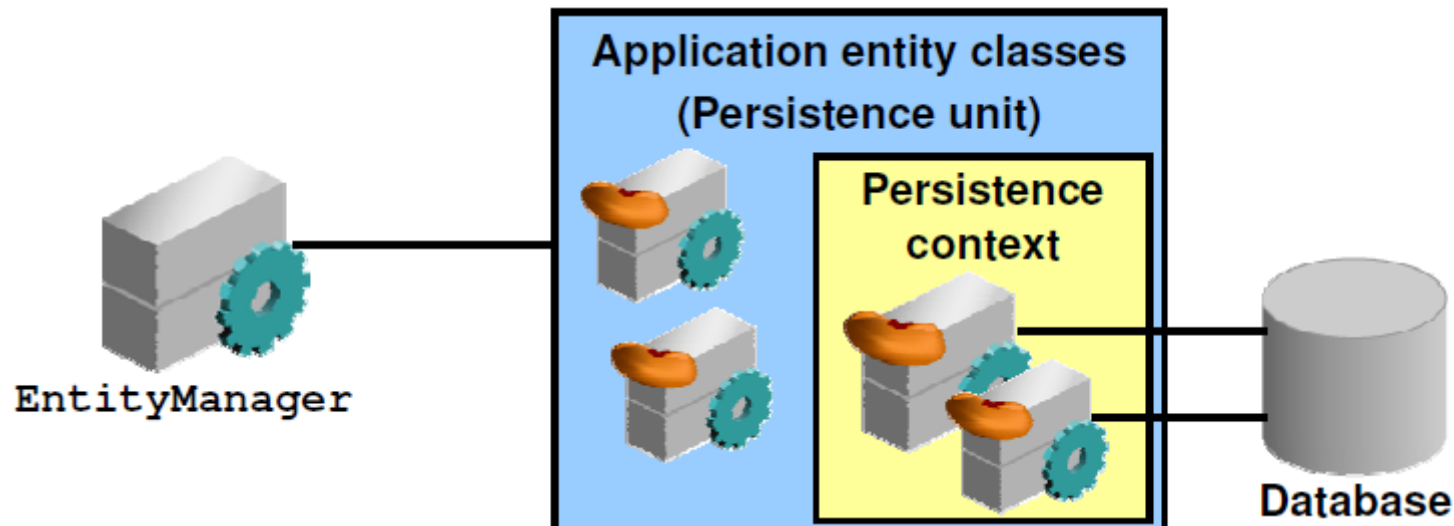 Application entity classes
(Persistence unit)
Persistence
context
EntityManager
Database